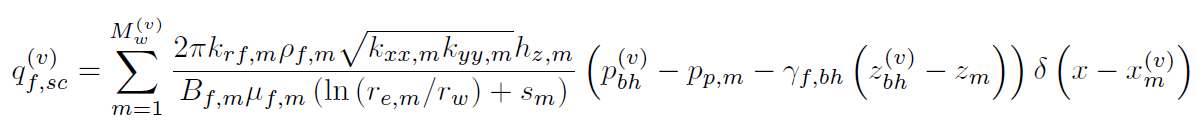 $$q_{f,sc}^{(v)} = \sum_{m=1}^{M_w^{(v)}} \frac{2\pi k_{rf,m}\rho_{f,m}\sqrt{k_{xx,m}k_{yy,m}}h_{z,m}}{B_{f,m}\mu_{f,m}\left(\ln\left(r_{e,m}/r_w\right)+s_m\right)}\left(p_{bh}^{(v)} - p_{p,m} - \gamma_{f,bh}\left(z_{bh}^{(v)} - z_m\right)\right)\delta\left(x - x_m^{(v)}\right)$$